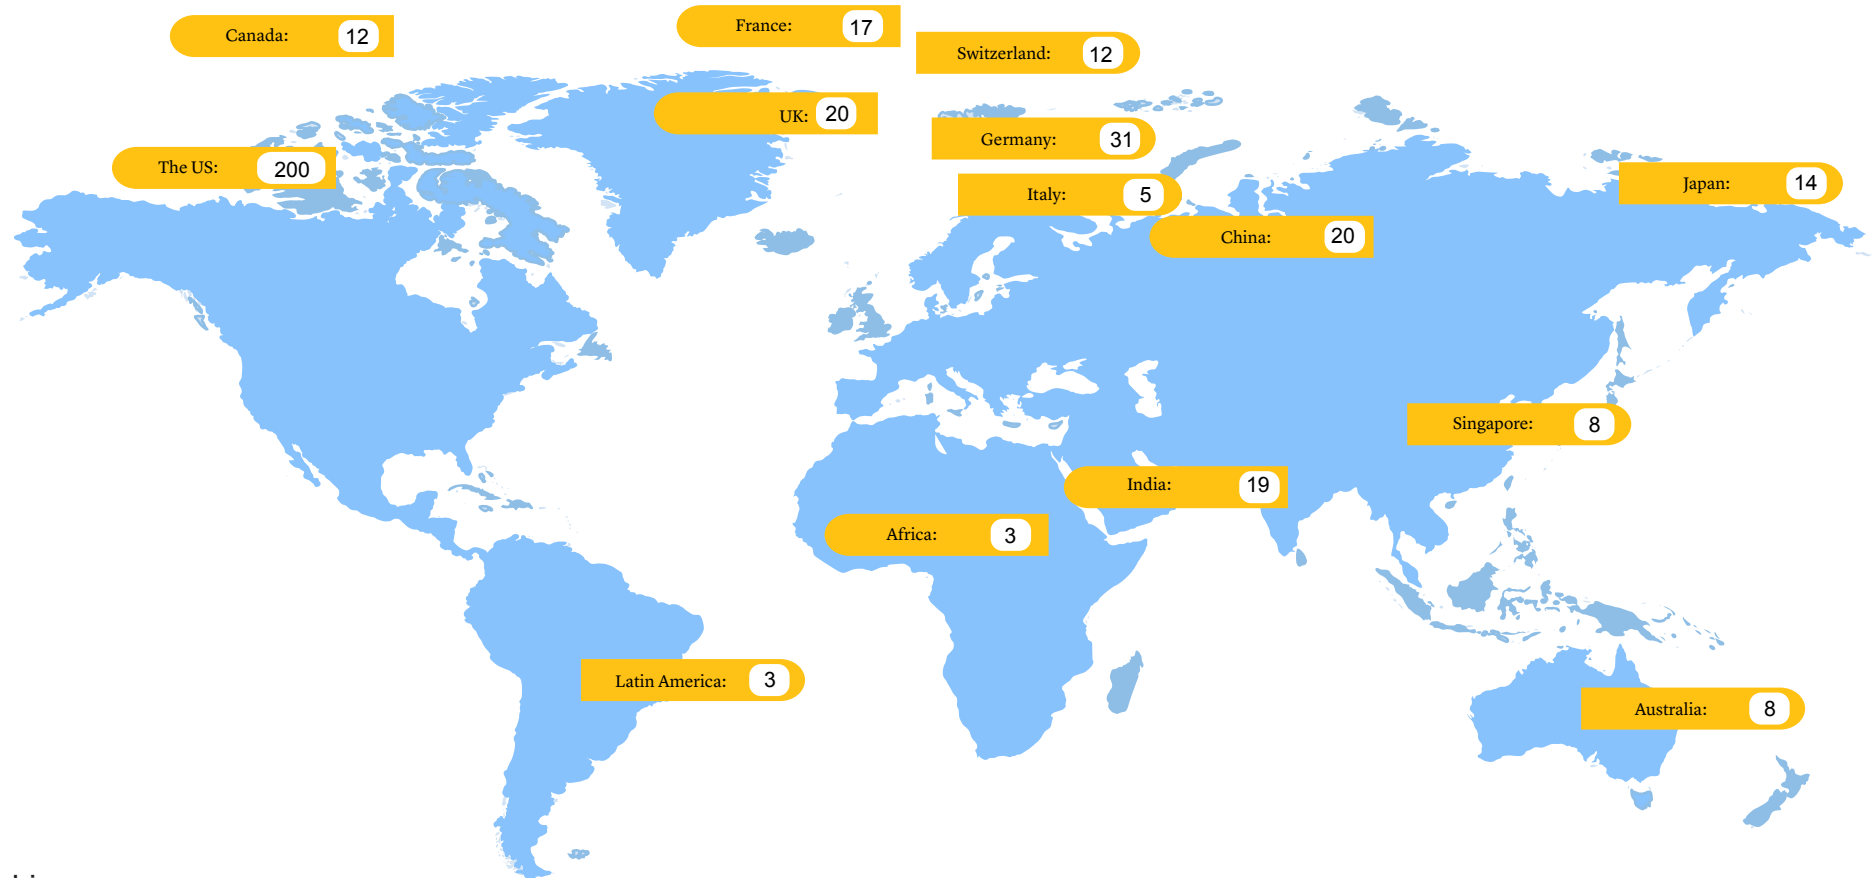 Canada: 12
France: 17
Switzerland: 12
UK: 20
Germany: 31
The US: 200
Italy: 5
Japan: 14
China: 20
Singapore: 8
India: 19
Africa: 3
Latin America: 3
Australia: 8